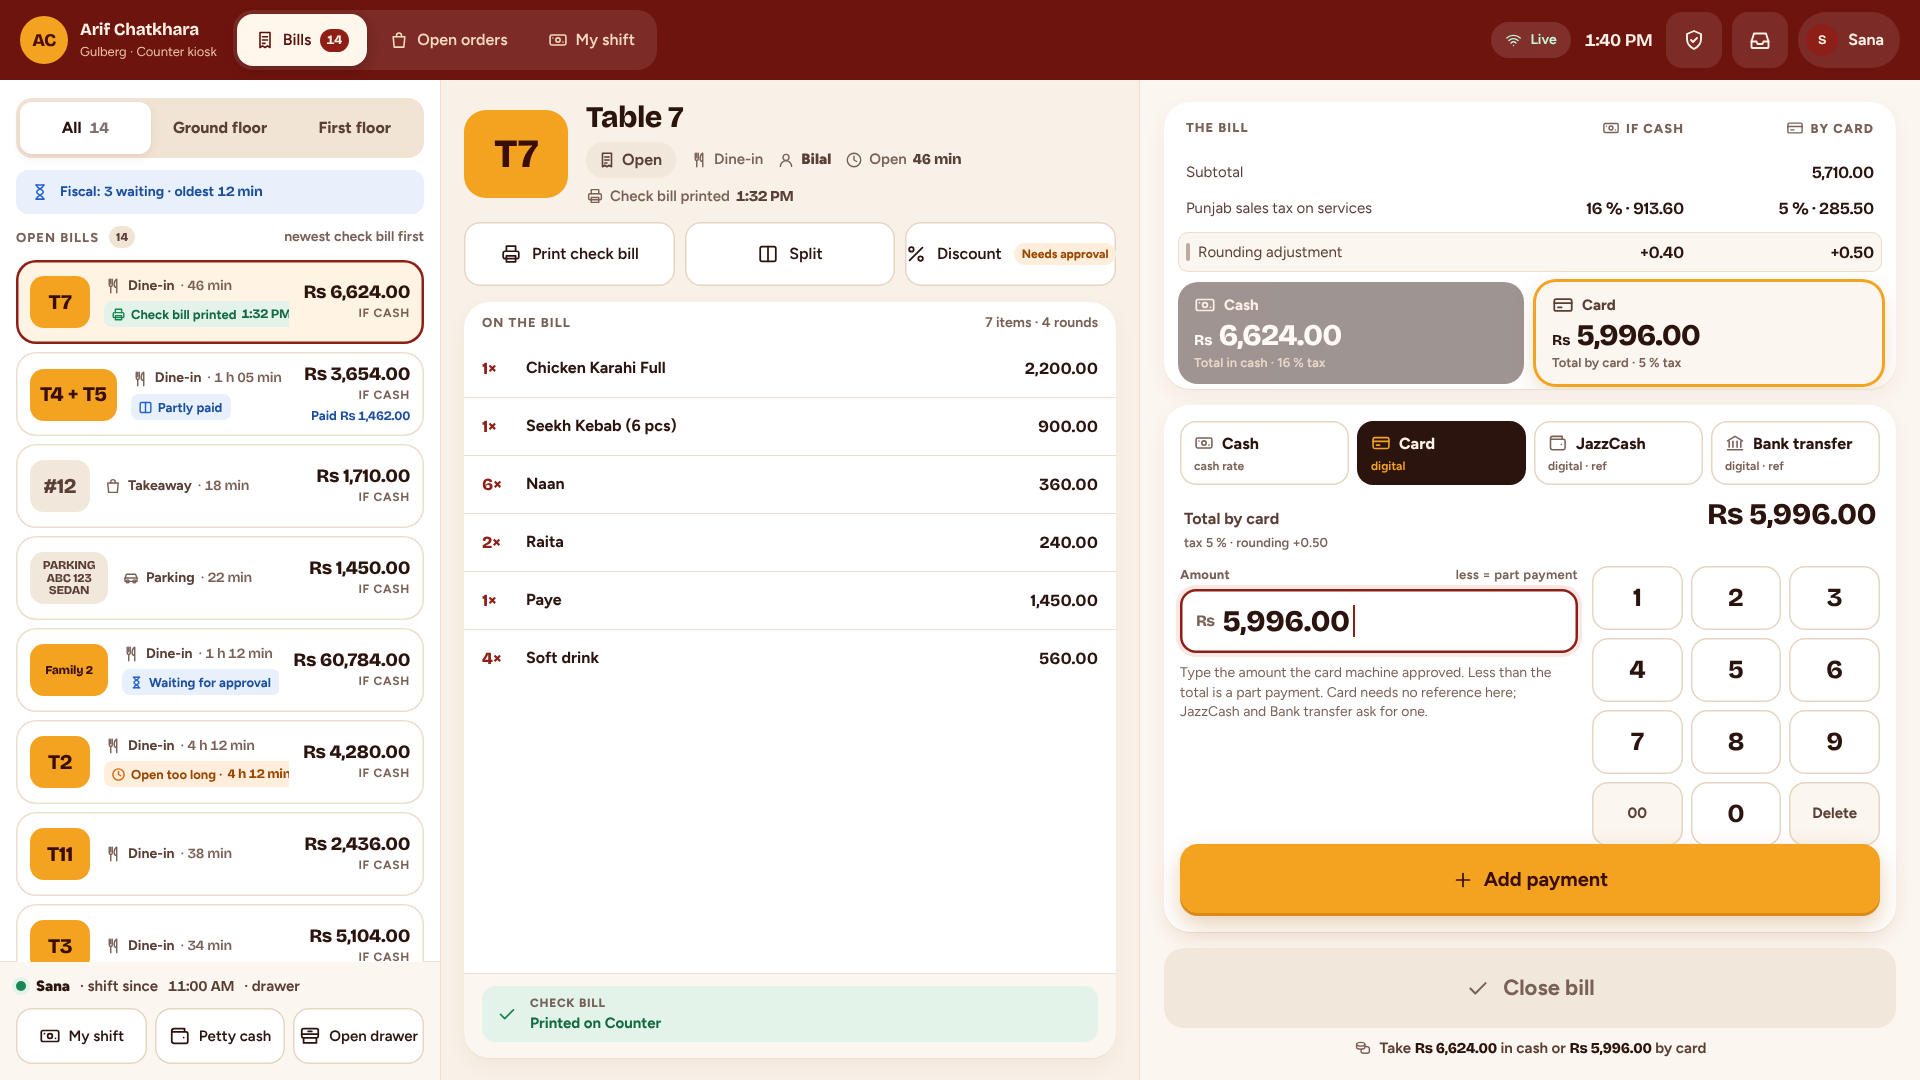 AC
Arif Chatkhara
Gulberg · Counter kiosk
Bills 14
Open orders
My shift
Live
1:40 PM
S
Sana
All 14
Ground floor
First floor
Fiscal: 3 waiting · oldest 12 min
OPEN BILLS 14
newest check bill first
T7
Dine-in · 46 min
Check bill printed 1:32 PM
Rs 6,624.00
IF CASH
T4 + T5
Dine-in · 1 h 05 min
Partly paid
Rs 3,654.00
IF CASH
Paid Rs 1,462.00
#12
Takeaway · 18 min
Rs 1,710.00
IF CASH
PARKING
ABC 123
SEDAN
Parking · 22 min
Rs 1,450.00
IF CASH
Family 2
Dine-in · 1 h 12 min
Waiting for approval
Rs 60,784.00
IF CASH
T2
Dine-in · 4 h 12 min
Open too long · 4 h 12 min
Rs 4,280.00
IF CASH
T11
Dine-in · 38 min
Rs 2,436.00
IF CASH
T3
Dine-in · 34 min
Rs 5,104.00
IF CASH
Sana · shift since 11:00 AM · drawer
My shift
Petty cash
Open drawer
T7
Table 7
Open
Dine-in
Bilal
Open 46 min
Check bill printed 1:32 PM
Print check bill
Split
Discount Needs approval
ON THE BILL
7 items · 4 rounds
1× Chicken Karahi Full 2,200.00
1× Seekh Kebab (6 pcs) 900.00
6× Naan 360.00
2× Raita 240.00
1× Paye 1,450.00
4× Soft drink 560.00
CHECK BILL
Printed on Counter
THE BILL IF CASH BY CARD
Subtotal 5,710.00
Punjab sales tax on services 16 % · 913.60 5 % · 285.50
Rounding adjustment +0.40 +0.50
Cash
Rs 6,624.00
Total in cash · 16 % tax
Card
Rs 5,996.00
Total by card · 5 % tax
Cash
cash rate
Card
digital
JazzCash
digital · ref
Bank transfer
digital · ref
Total by card
tax 5 % · rounding +0.50
Rs 5,996.00
Amount
less = part payment
Rs 5,996.00
Type the amount the card machine approved. Less than the
total is a part payment. Card needs no reference here;
JazzCash and Bank transfer ask for one.
1 2 3
4 5 6
7 8 9
00 0 Delete
+ Add payment
Close bill
Take Rs 6,624.00 in cash or Rs 5,996.00 by card